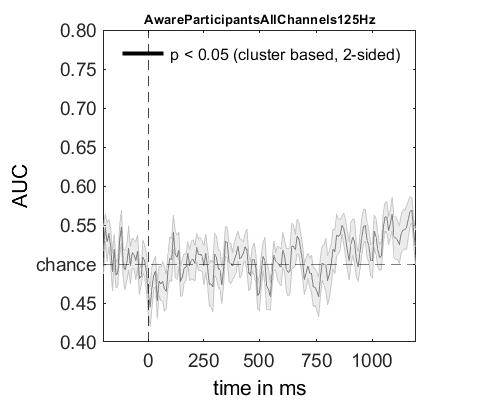 AwareParticipantsAllChannels125Hz
0.80
p < 0.05 (cluster based, 2-sided)
0.75
0.70
0.65
0.60
AUC
0.55
chance
0.45
0.40
0 250 500 750 1000
time in ms